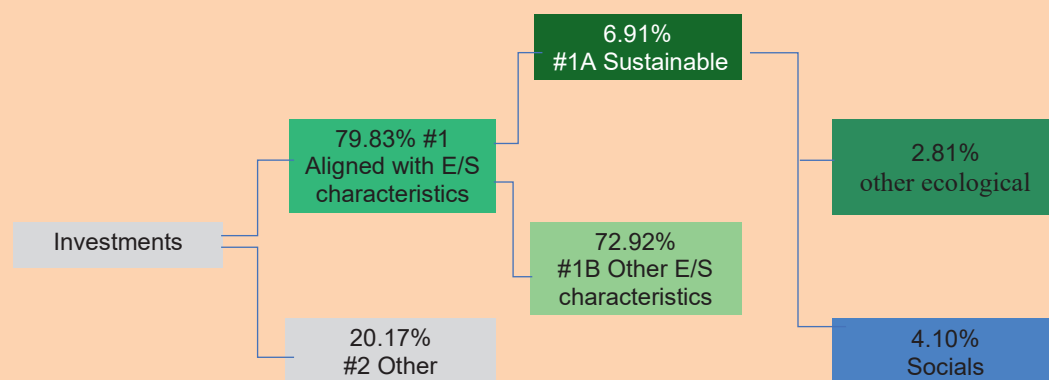 6.91%
#1A Sustainable
79.83% #1
Aligned with E/S
characteristics
2.81%
other ecological
Investments
72.92%
#1B Other E/S
characteristics
20.17%
#2 Other
4.10%
Socials